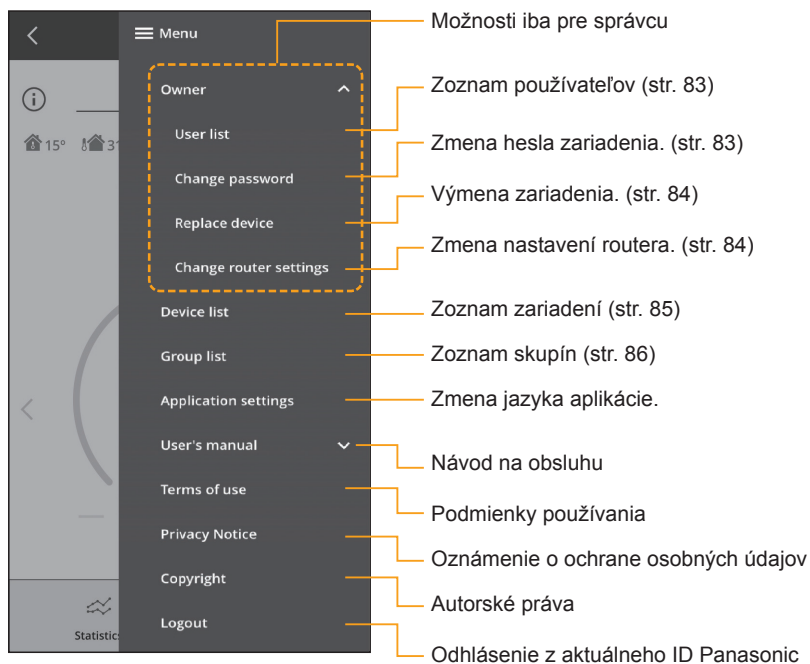 Menu
Možnosti iba pre správcu
Owner
Zoznam používateľov (str. 83)
User list
Zmena hesla zariadenia. (str. 83)
15°
31
Change password
Výmena zariadenia. (str. 84)
Replace device
Zmena nastavení routera. (str. 84)
Change router settings
Zoznam zariadení (str. 85)
Device list
Zoznam skupín (str. 86)
Group list
Zmena jazyka aplikácie.
Application settings
User's manual
Návod na obsluhu
Terms of use
Podmienky používania
Privacy Notice
Oznámenie o ochrane osobných údajov
Copyright
Autorské práva
Logout
Statistics
Odhlásenie z aktuálneho ID Panasonic